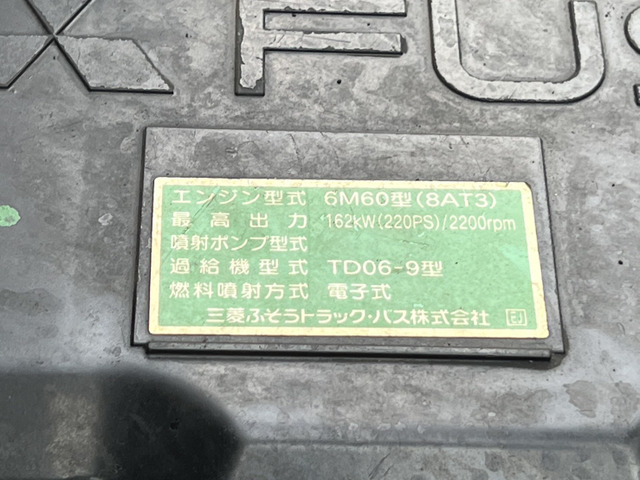 FUS
エンジン型式 6M60型(8AT3)
最高出力 162kW(220PS)/2200rpm
噴射ポンプ型式
過給機型式 TD06-9型
燃料噴射方式 電子式
三菱ふそうトラック・バス株式会社 EJ